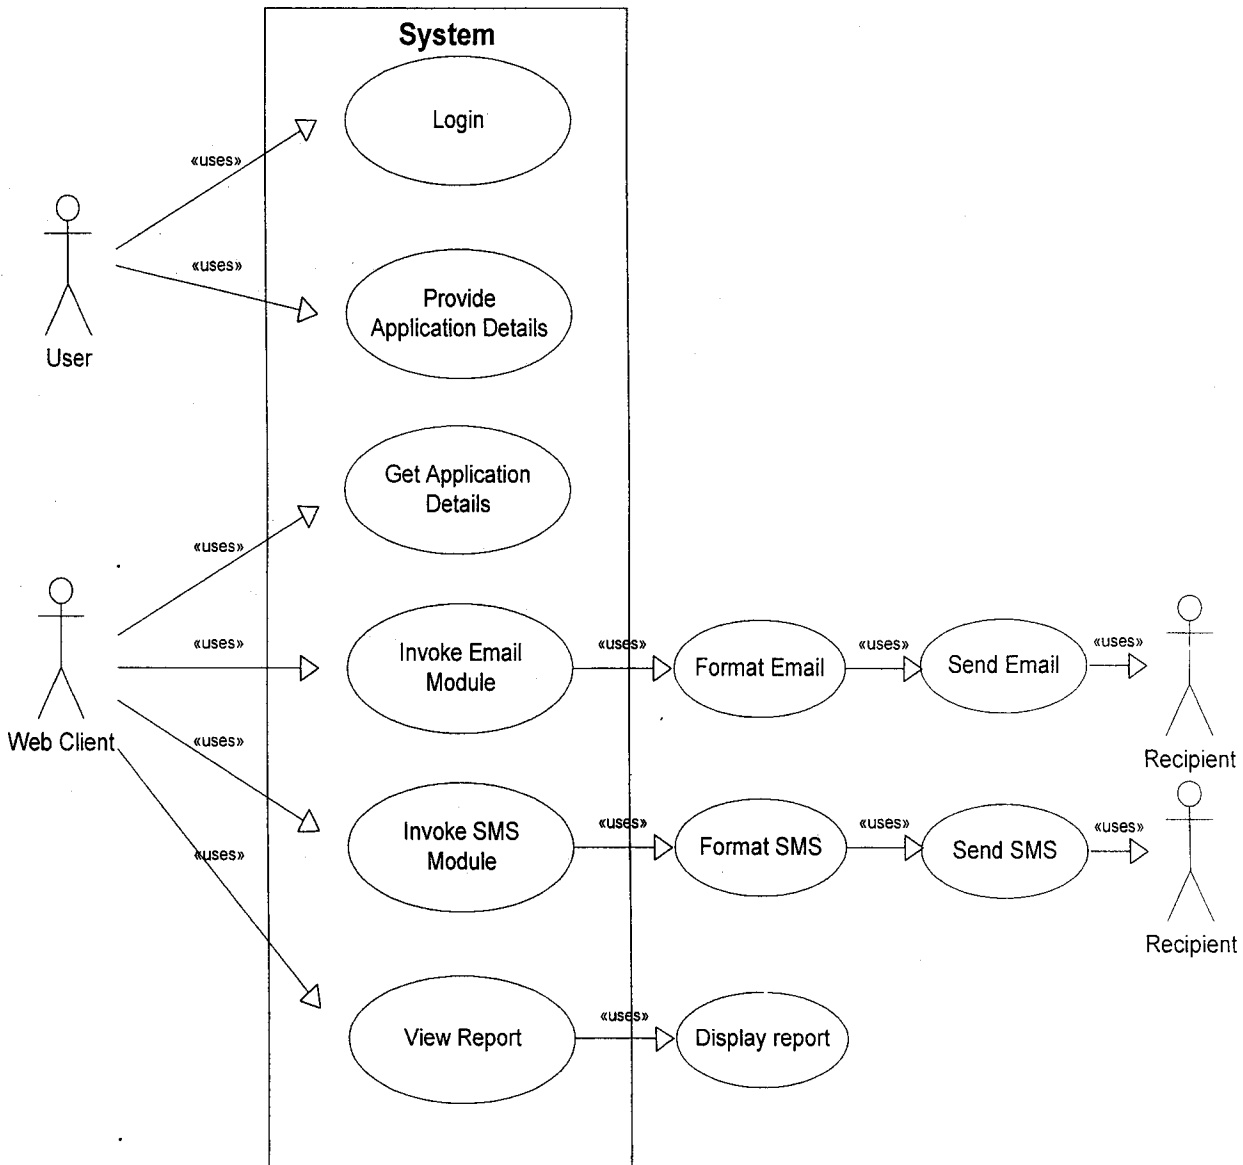 System
Login
«uses»
«uses»
Provide
Application Details
User
Get Application
Details
«uses»
«uses»
Invoke Email
Module
«uses»
Format Email
«uses»
Send Email
«uses»
Web Client
Recipient
«uses»
Invoke SMS
Module
«uses»
Format SMS
«uses»
Send SMS
«uses»
«uses»
Recipient
View Report
«uses»
Display report